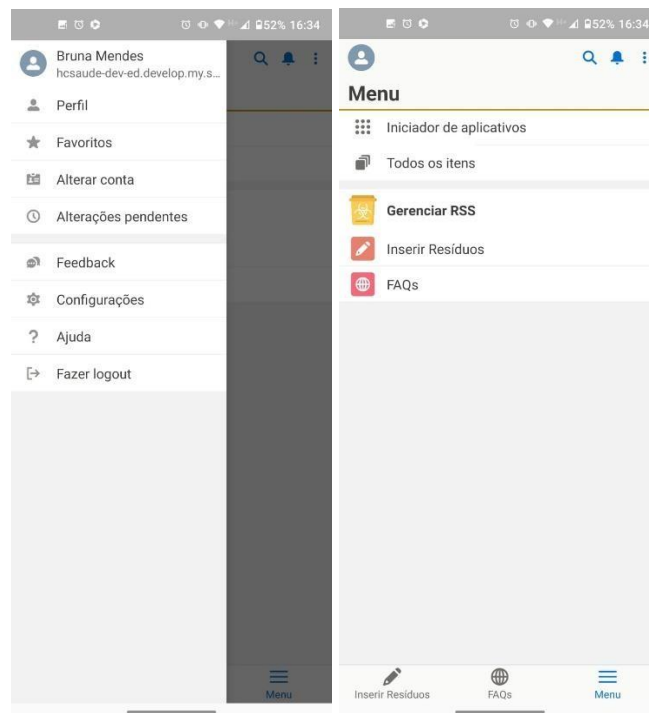 52% 16:34
Bruna Mendes
hcsaude-dev-ed.develop.my.s...
Perfil
Favoritos
Alterar conta
Alterações pendentes
Feedback
Configurações
Ajuda
Fazer logout
Menu
52% 16:34
Menu
Iniciador de aplicativos
Todos os itens
Gerenciar RSS
Inserir Resíduos
FAQs
Inserir Resíduos
FAQs
Menu